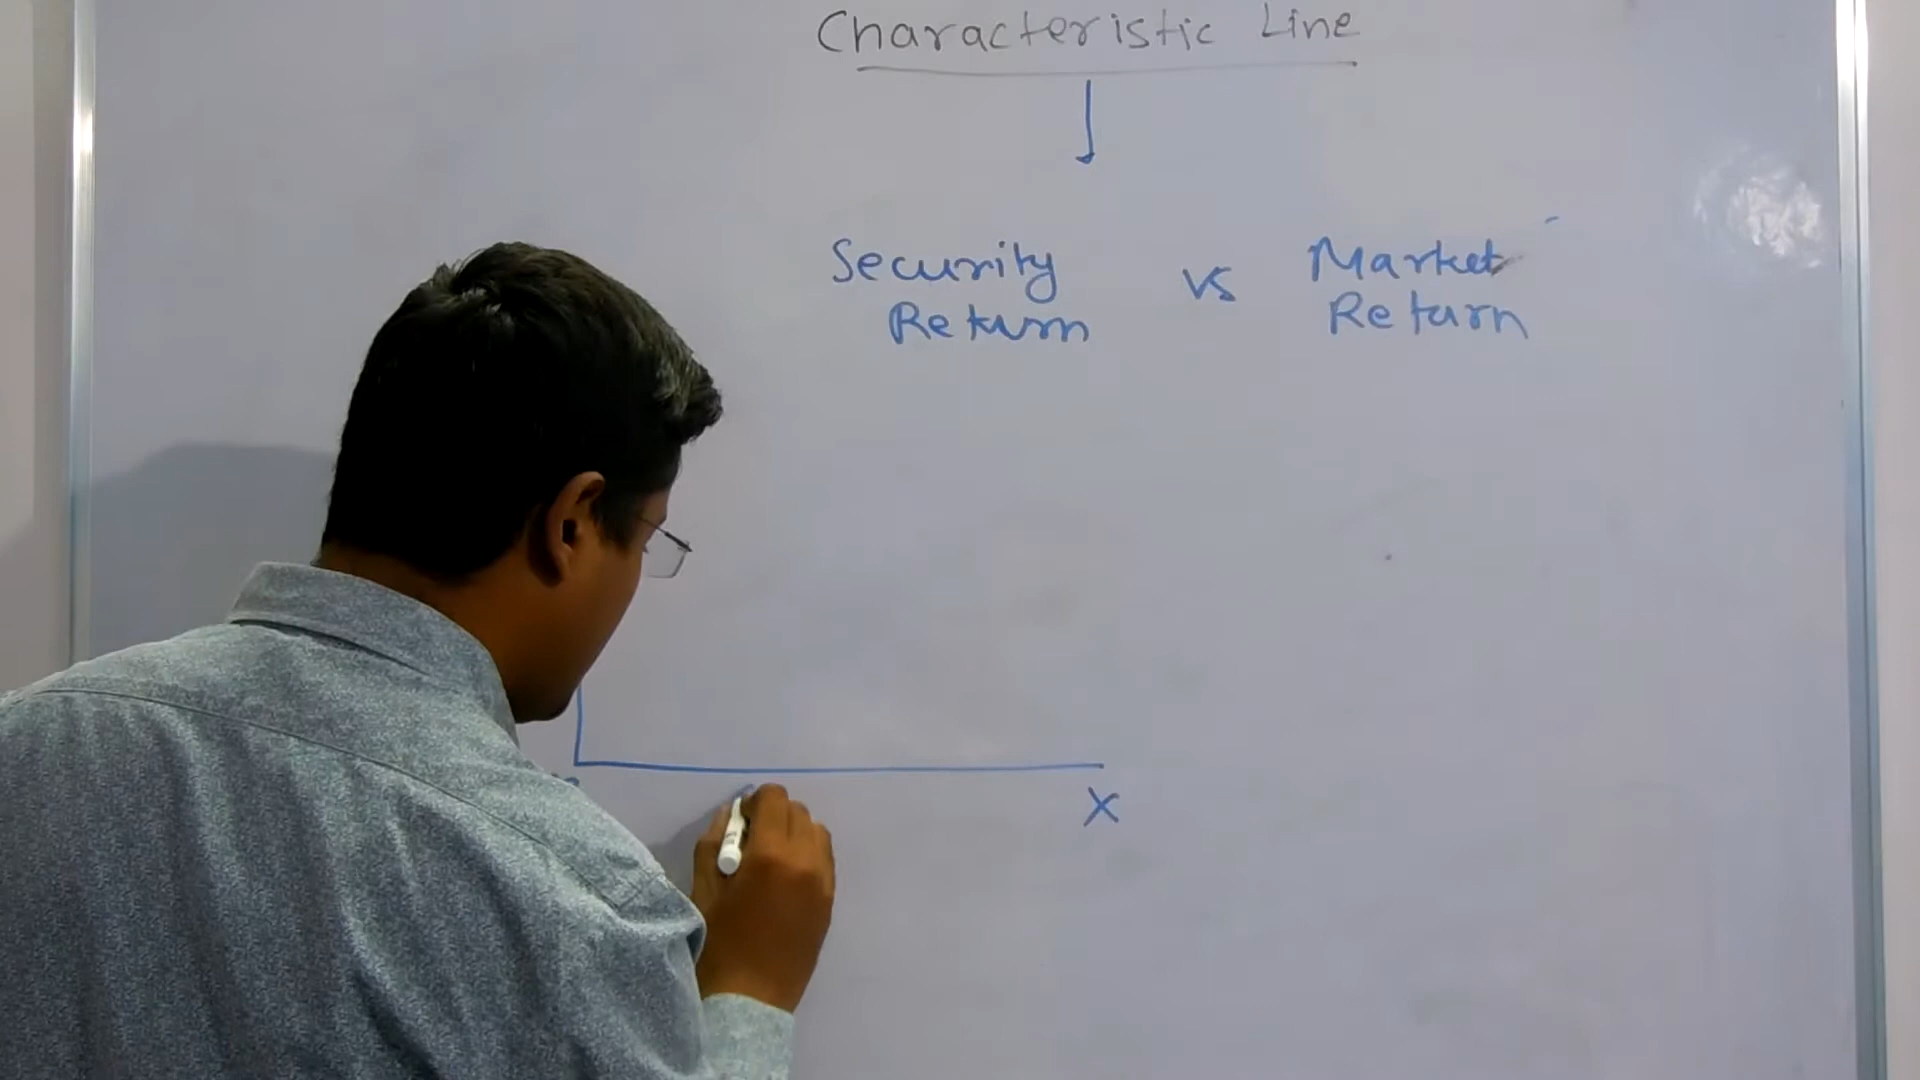 Characteristic Line
Security vs Market
Return Return
X